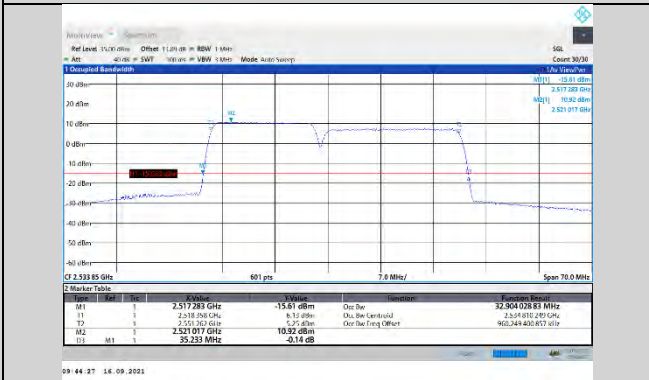 MultiView Spectrum
Ref Level 35.00 dBm Offset RBW 1 MHz SGL
Att 40 dB SWT 100 ms VBW 3 MHz Mode Auto Sweep Count 30/30
1 Occupied Bandwidth 1Av ViewPwr
M1[1] -15.61 dBm
2.517 283 GHz
M2[1] 10.92 dBm
2.521 017 GHz
30 dBm
20 dBm
M2
10 dBm
0 dBm
-10 dBm
M1
-20 dBm
-30 dBm
-40 dBm
-50 dBm
-60 dBm
CF 2.533 85 GHz 601 pts 7.0 MHz/ Span 70.0 MHz
2 Marker Table
Type Ref Trc X-Value Y-Value Function Function Result
M1 1 2.517 283 GHz -15.61 dBm Occ Bw 32.904 028 83 MHz
T1 1 2.518 358 GHz 6.13 dBm Occ Bw Centroid 2.534 810 249 GHz
T2 1 2.551 262 GHz 5.25 dBm Occ Bw Freq Offset 960.249 400 857 kHz
M2 1 2.521 017 GHz 10.92 dBm
D3 M1 1 35.233 MHz -0.14 dB
09:44:27 16.09.2021